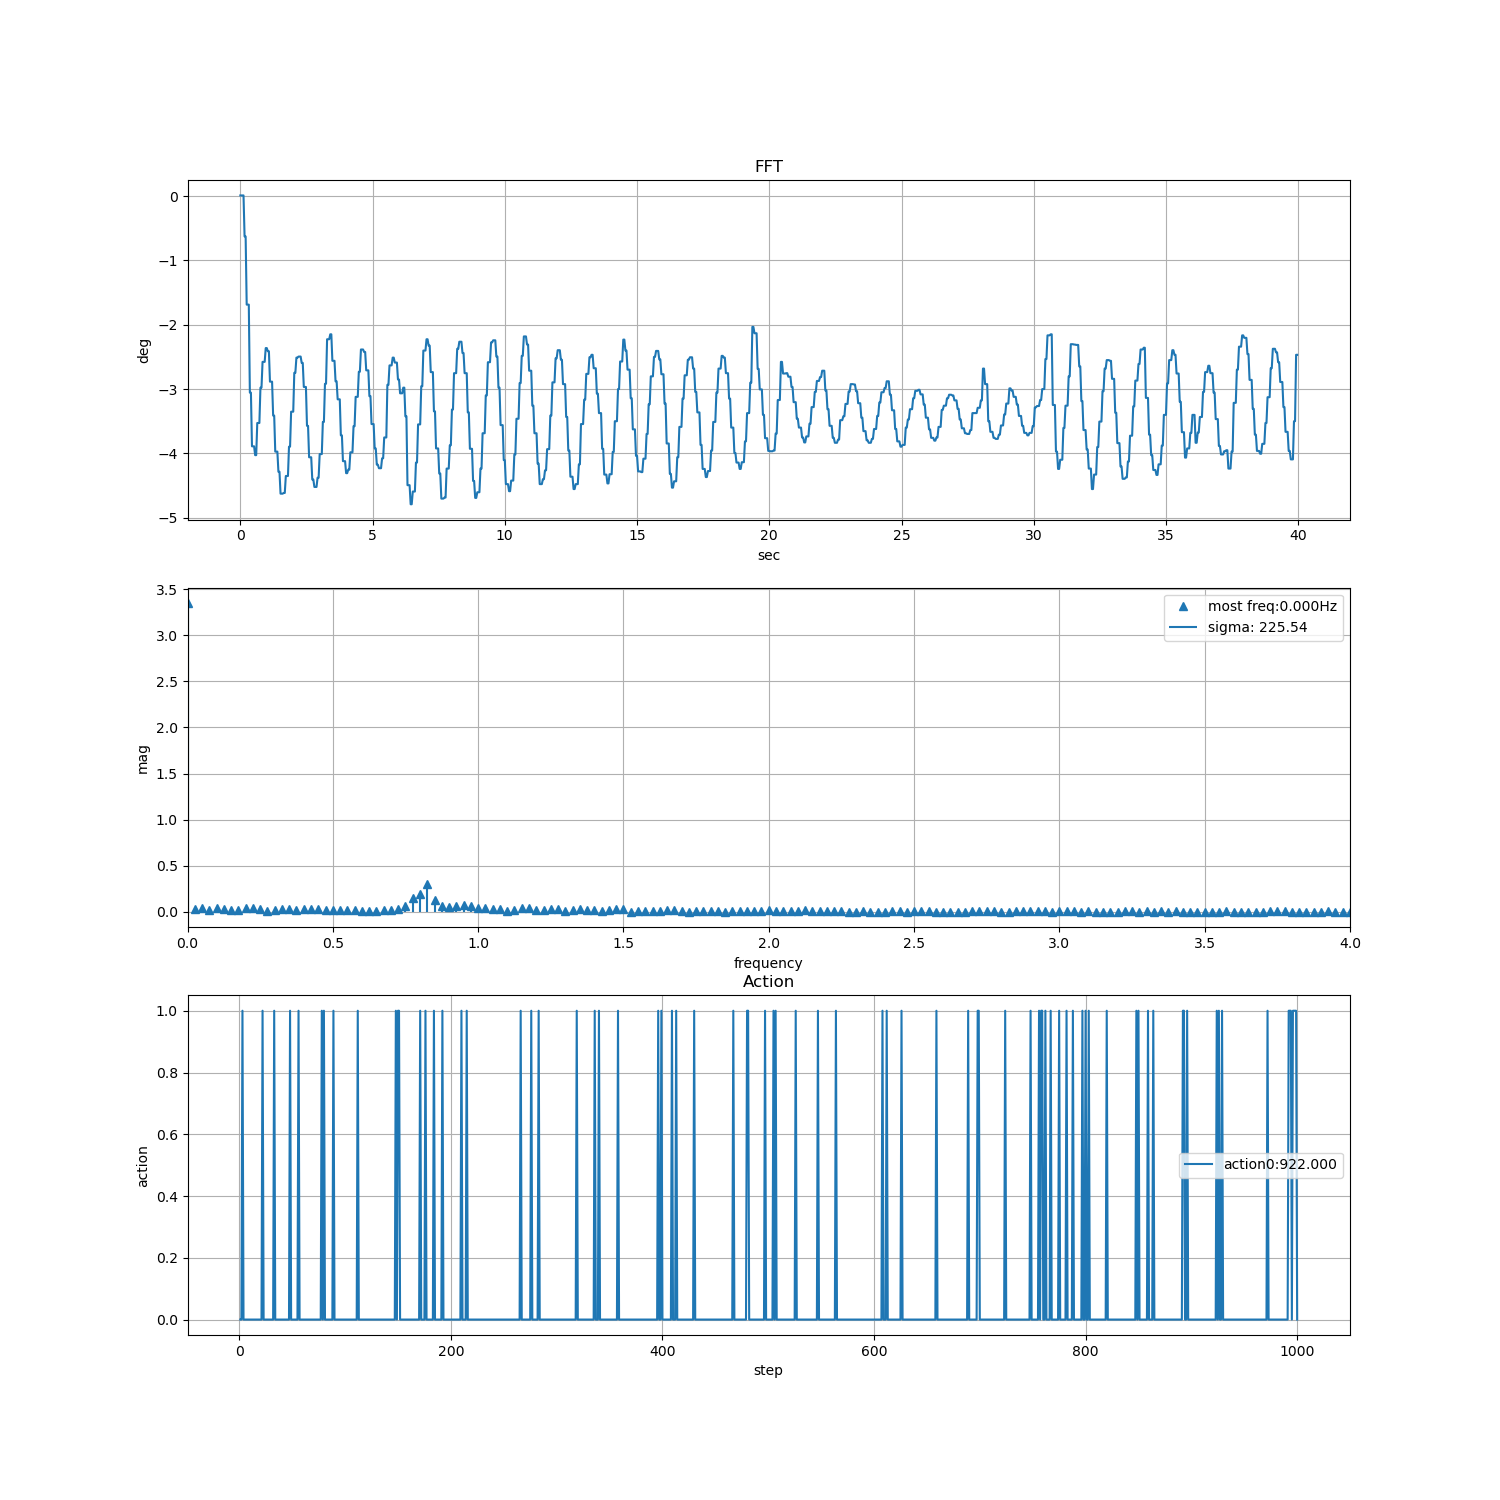 FFT
0
−1
−2
−3
−4
−5
deg
0 5 10 15 20 25 30 35 40
sec
3.5
3.0
2.5
2.0
1.5
1.0
0.5
0.0
mag
most freq:0.000Hz
sigma: 225.54
0.0 0.5 1.0 1.5 2.0 2.5 3.0 3.5 4.0
frequency
Action
1.0
0.8
0.6
0.4
0.2
0.0
action
action0:922.000
0 200 400 600 800 1000
step